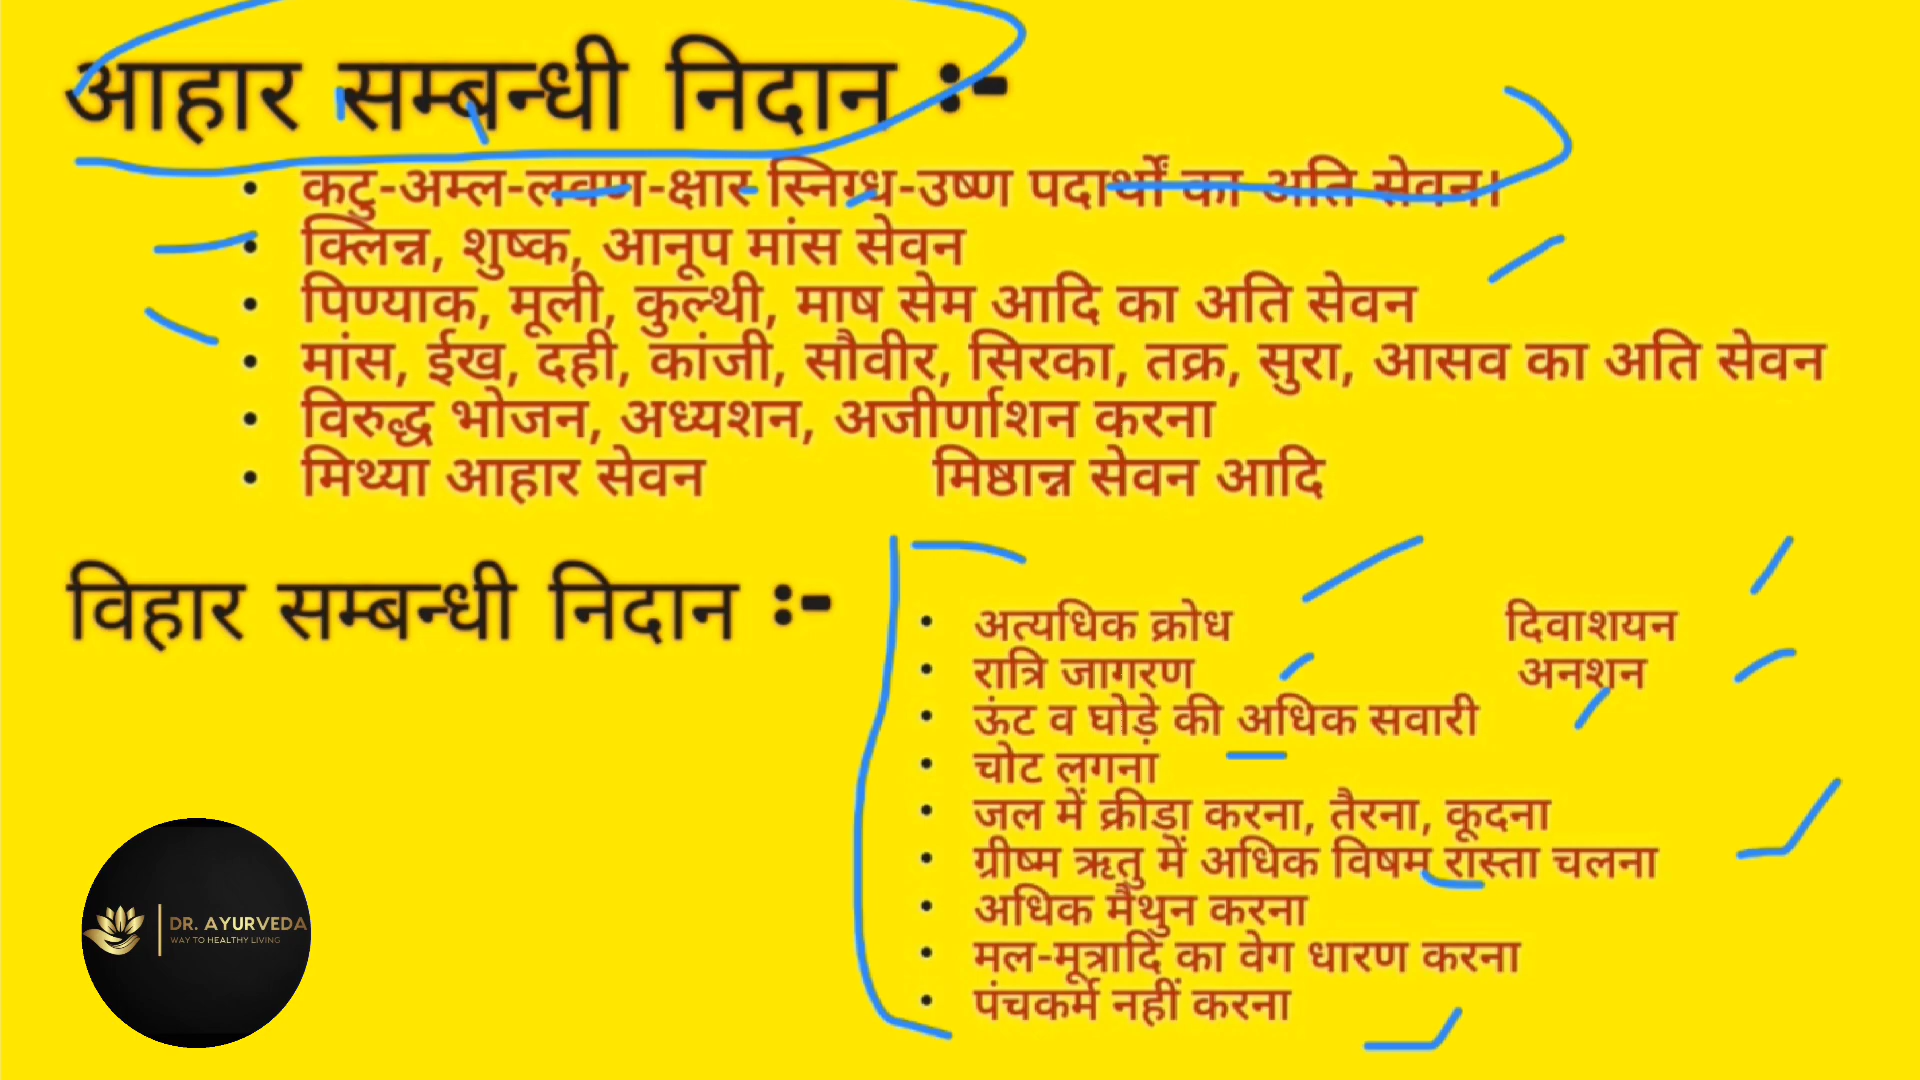 आहार सम्बन्धी निदान :-
• कटु-अम्ल-लवण-क्षार स्निग्ध-उष्ण पदार्थों का अति सेवन।
• क्लिन्न, शुष्क, आनूप मांस सेवन
• पिण्याक, मूली, कुल्थी, माष सेम आदि का अति सेवन
• मांस, ईख, दही, कांजी, सौवीर, सिरका, तक्र, सुरा, आसव का अति सेवन
• विरुद्ध भोजन, अध्यशन, अजीर्णाशन करना
• मिथ्या आहार सेवन मिष्ठान्न सेवन आदि
विहार सम्बन्धी निदान :-
• अत्यधिक क्रोध दिवाशयन
• रात्रि जागरण अनशन
• ऊंट व घोड़े की अधिक सवारी
• चोट लगना
• जल में क्रीडा करना, तैरना, कूदना
• ग्रीष्म ऋतु में अधिक विषम रास्ता चलना
• अधिक मैथुन करना
• मल-मूत्रादि का वेग धारण करना
• पंचकर्म नहीं करना
DR. AYURVEDA
WAY TO HEALTHY LIVING